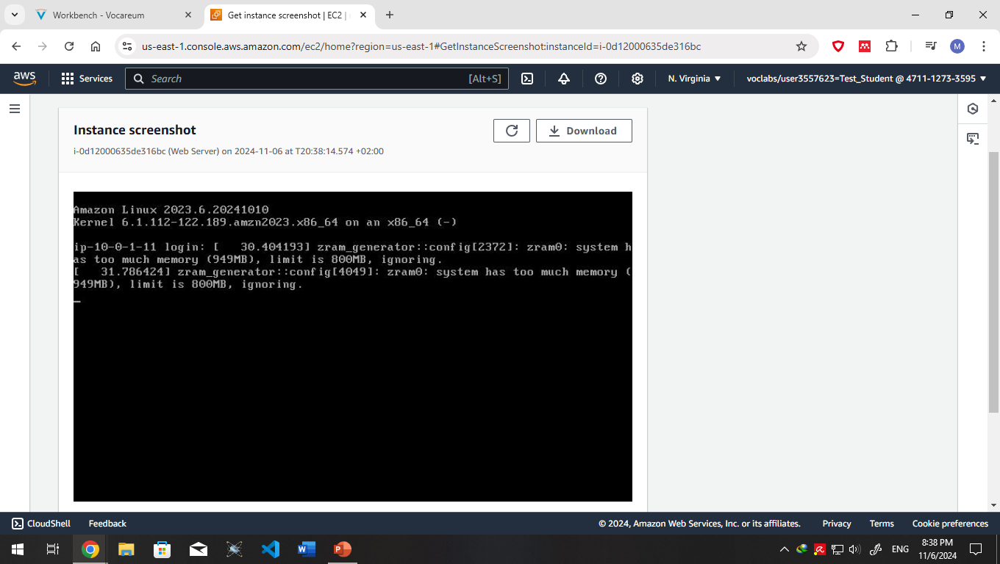 Workbench - Vocareum
Get instance screenshot | EC2 |
us-east-1.console.aws.amazon.com/ec2/home?region=us-east-1#GetInstanceScreenshot:instanceId=i-0d12000635de316bc
M
aws
Services
Search
[Alt+S]
N. Virginia
voclabs/user3557623=Test_Student @ 4711-1273-3595
Instance screenshot
Download
i-0d12000635de316bc (Web Server) on 2024-11-06 at T20:38:14.574 +02:00
Amazon Linux 2023.6.20241010
Kernel 6.1.112-122.189.amzn2023.x86_64 on an x86_64 (-)
ip-10-0-1-11 login: [   30.404193] zram_generator::config[2372]: zram0: system h
as too much memory (949MB), limit is 800MB, ignoring.
[   31.786424] zram_generator::config[4049]: zram0: system has too much memory (
949MB), limit is 800MB, ignoring.
CloudShell
Feedback
© 2024, Amazon Web Services, Inc. or its affiliates.
Privacy
Terms
Cookie preferences
ENG
8:38 PM
11/6/2024